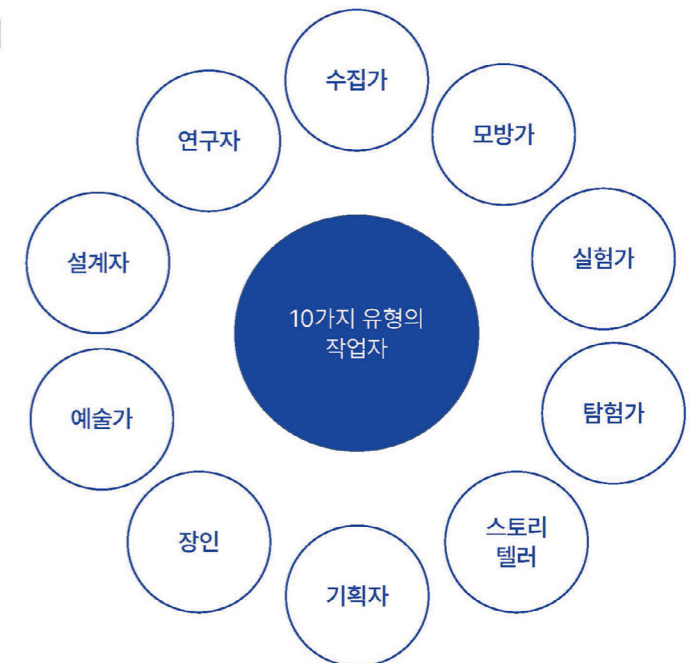 수집가
모방가
실험가
탐험가
스토리
텔러
기획자
장인
예술가
설계자
연구자
10가지 유형의
작업자